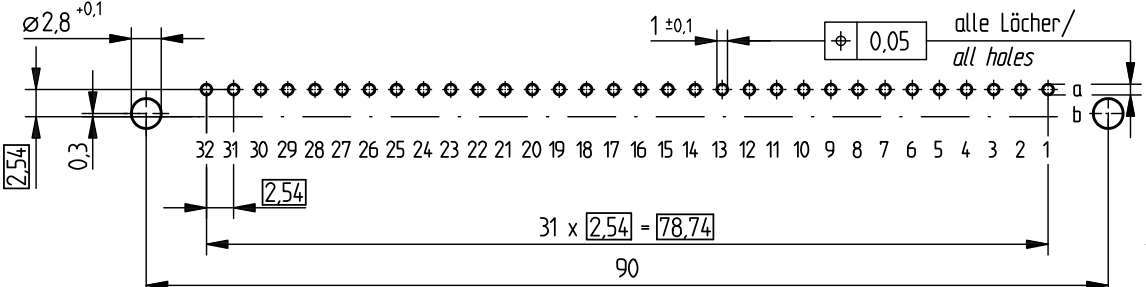 ⌀2,8 +0,1
1 ±0,1
⌖ 0,05
alle Löcher/
all holes
a
b
2,54
0,3
32 31 30 29 28 27 26 25 24 23 22 21 20 19 18 17 16 15 14 13 12 11 10 9 8 7 6 5 4 3 2 1
2,54
31 x 2,54 = 78,74
90